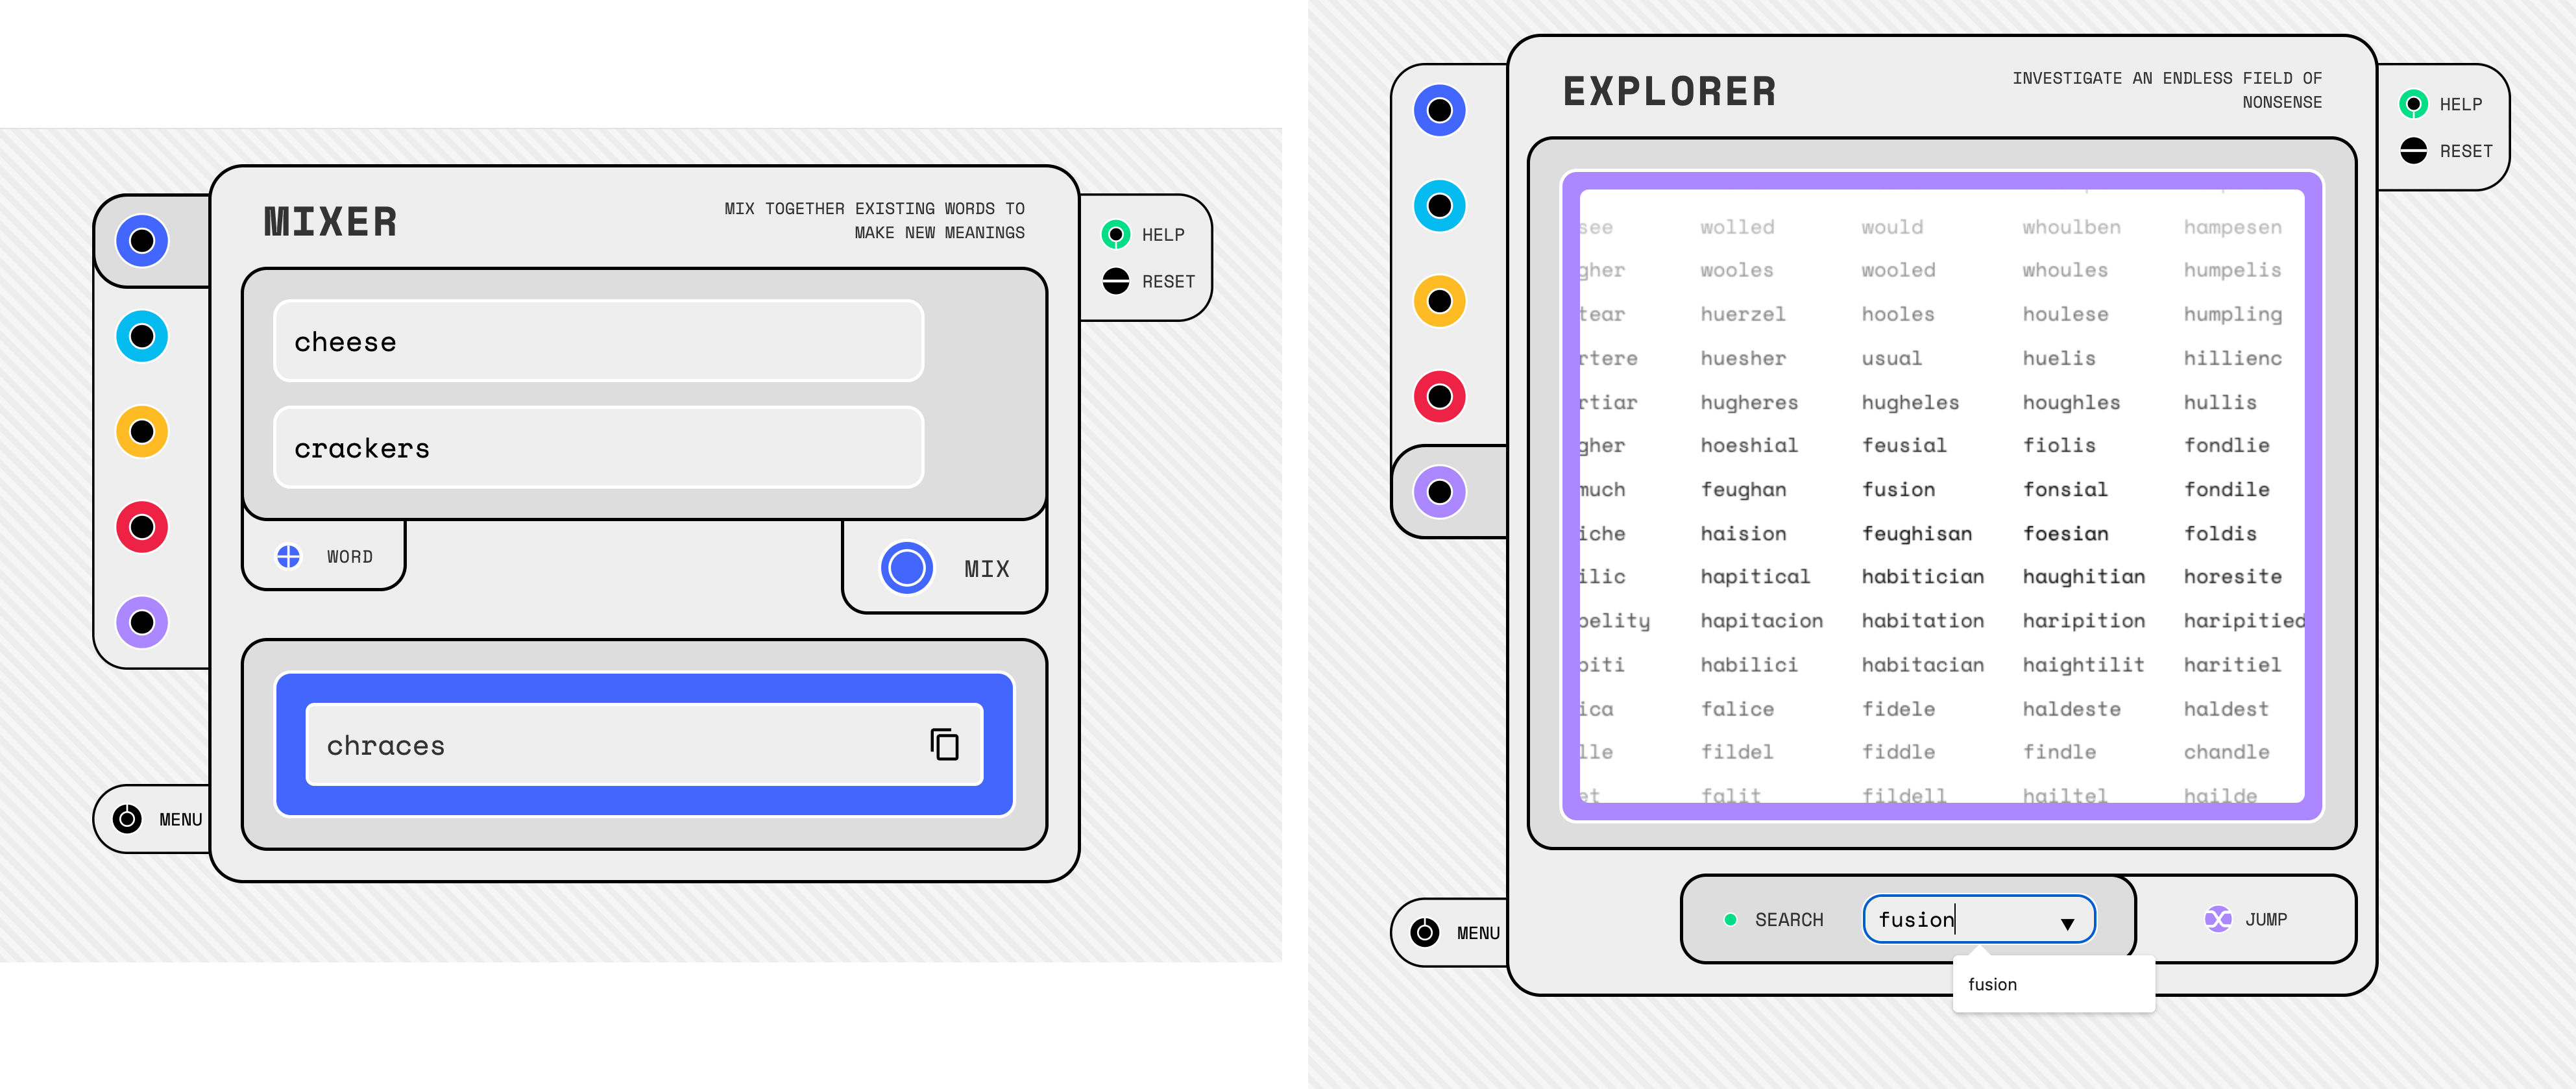 MIXER
MIX TOGETHER EXISTING WORDS TO
MAKE NEW MEANINGS
HELP
RESET
cheese
crackers
WORD
MIX
chraces
MENU
EXPLORER
INVESTIGATE AN ENDLESS FIELD OF
NONSENSE
HELP
RESET
see wolled would whoulben hampesen
gher wooles wooled whoules humpelis
tear huerzel hooles houlese humpling
rtere huesher usual huelis hillienc
rtiar hugheres hugheles houghles hullis
gher hoeshial feusial fiolis fondlie
much feughan fusion fonsial fondile
iche haision feughisan foesian foldis
ilic hapitical habitician haughitian horesite
pelity hapitacion habitation haripition haripitied
piti habilici habitacian haightilit haritiel
ica falice fidele haldeste haldest
lle fildel fiddle findle chandle
et falit fildell hailtel hailde
SEARCH fusion JUMP
MENU
fusion